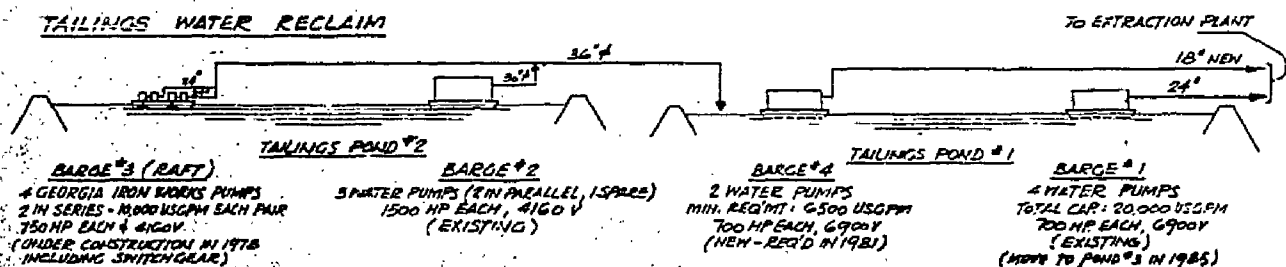 TAILINGS WATER RECLAIM
TO EXTRACTION PLANT
36"ϕ
18" NEW
24"
30"ϕ
24"
TAILINGS POND #2
TAILINGS POND #1
BARGE #3 (RAFT)
4 GEORGIA IRON WORKS PUMPS
2 IN SERIES - 10,000 USGPM EACH PAIR
750 HP EACH & 4160V.
(UNDER CONSTRUCTION IN 1978
INCLUDING SWITCHGEAR)
BARGE #2
3 WATER PUMPS (2 IN PARALLEL, 1 SPARE)
1500 HP EACH, 4160 V
(EXISTING)
BARGE #4
2 WATER PUMPS
MIN. REQ'MT: 6500 USGPM
700 HP EACH, 6900V
(NEW - REQ'D IN 1981)
BARGE #1
4 WATER PUMPS
TOTAL CAP: 20,000 USGPM
700 HP EACH, 6900V
(EXISTING)
(MOVE TO POND #3 IN 1985)